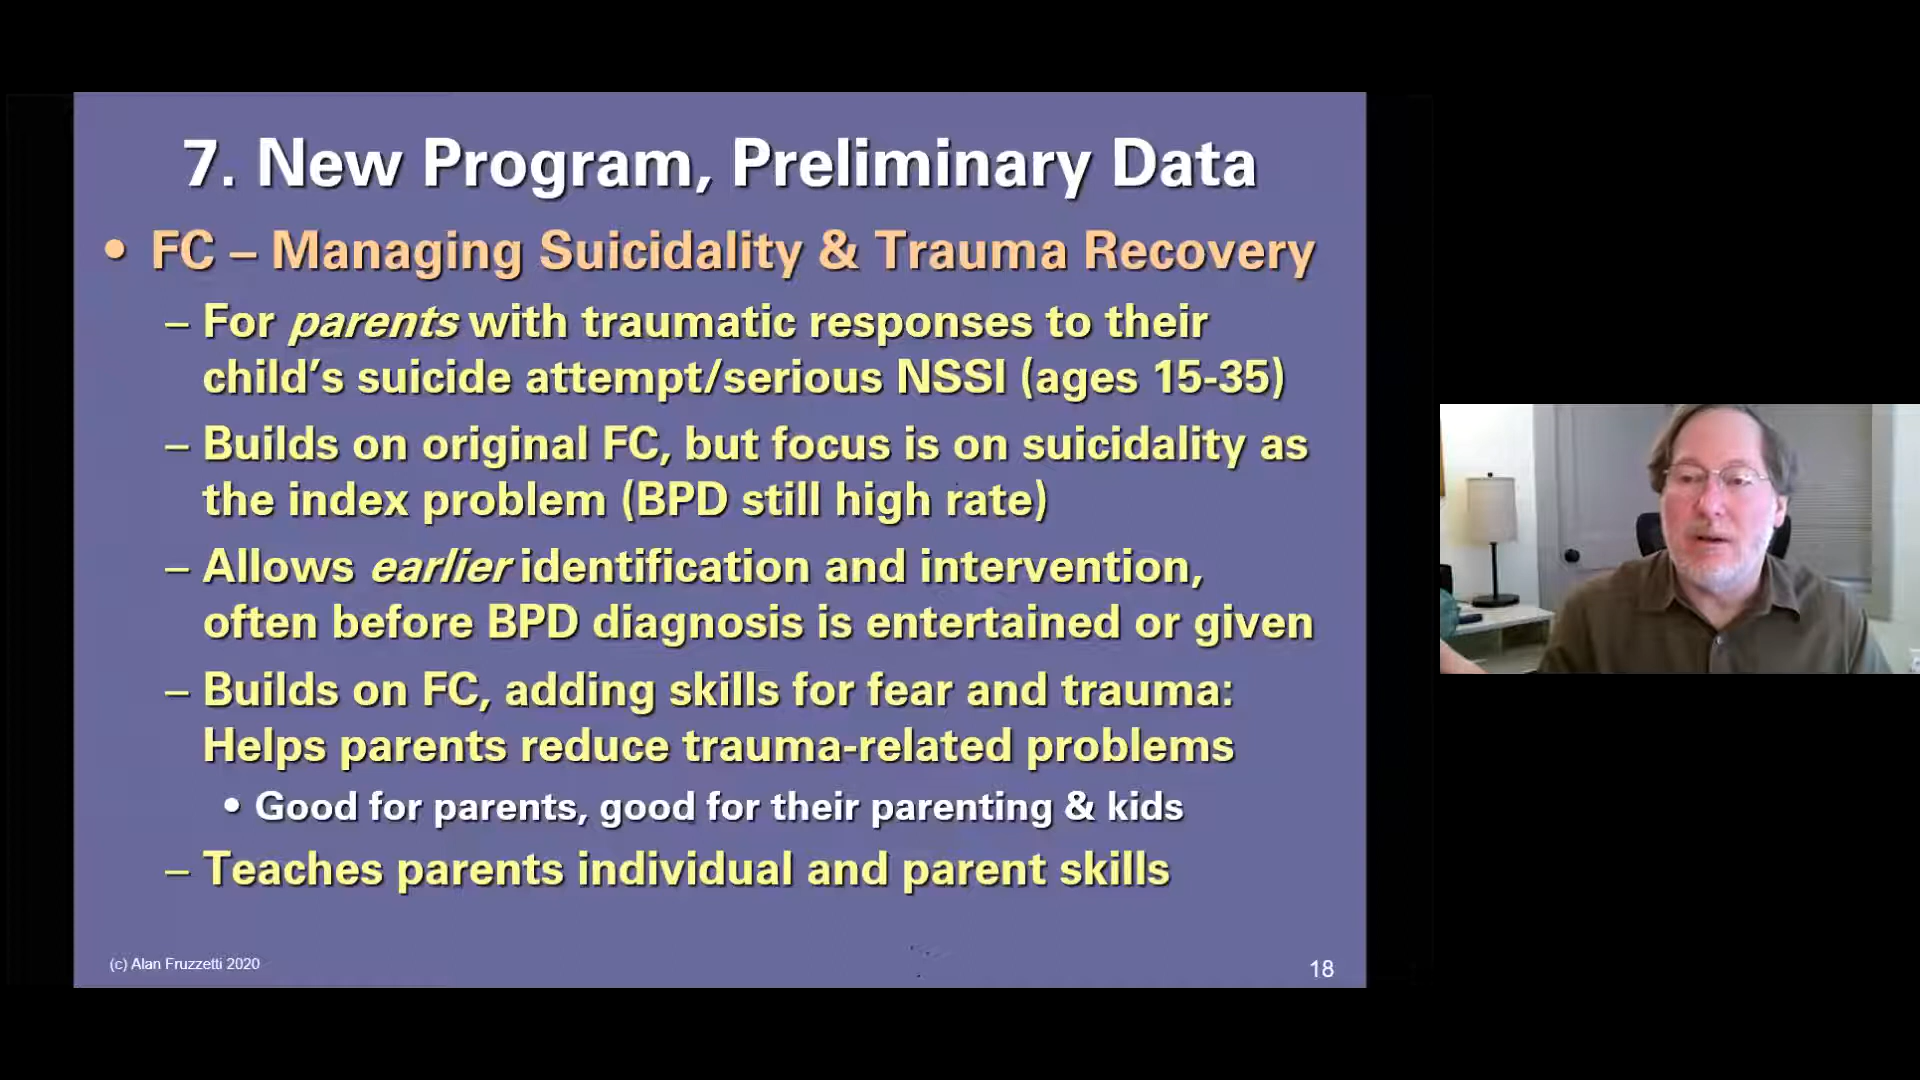 7. New Program, Preliminary Data
• FC – Managing Suicidality & Trauma Recovery
– For parents with traumatic responses to their
child’s suicide attempt/serious NSSI (ages 15-35)
– Builds on original FC, but focus is on suicidality as
the index problem (BPD still high rate)
– Allows earlier identification and intervention,
often before BPD diagnosis is entertained or given
– Builds on FC, adding skills for fear and trauma:
Helps parents reduce trauma-related problems
• Good for parents, good for their parenting & kids
– Teaches parents individual and parent skills
(c) Alan Fruzzetti 2020
18